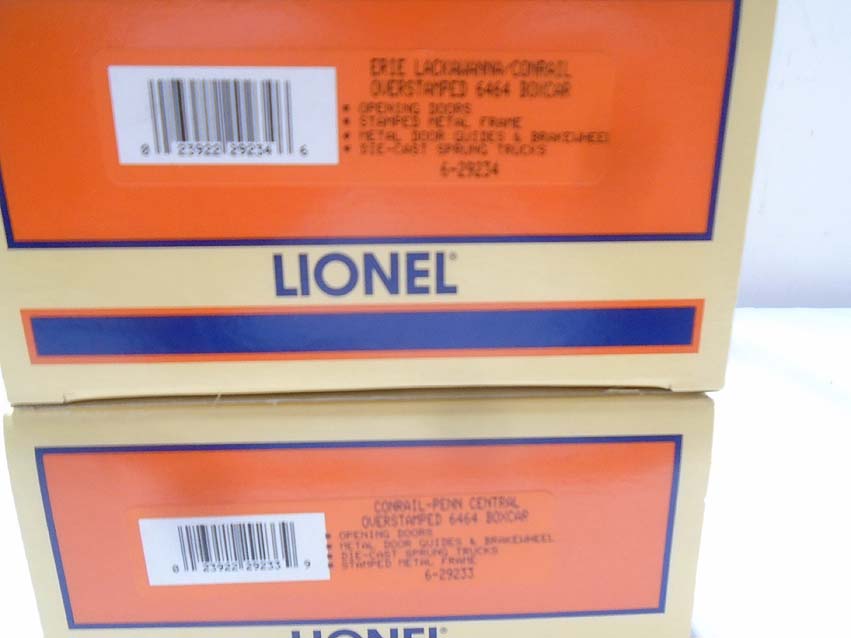 ERIE LACKAWANNA/CONRAIL
OVERSTAMPED 6464 BOXCAR
• OPENING DOORS
• STAMPED METAL FRAME
• METAL DOOR GUIDES & BRAKEWHEEL
• DIE-CAST SPRUNG TRUCKS
6-29234
0 23922 29234 6
LIONEL®
CONRAIL-PENN CENTRAL
OVERSTAMPED 6464 BOXCAR
• OPENING DOORS
• METAL DOOR GUIDES & BRAKEWHEEL
• DIE-CAST SPRUNG TRUCKS
• STAMPED METAL FRAME
6-29233
0 23922 29233 9
LIONEL®